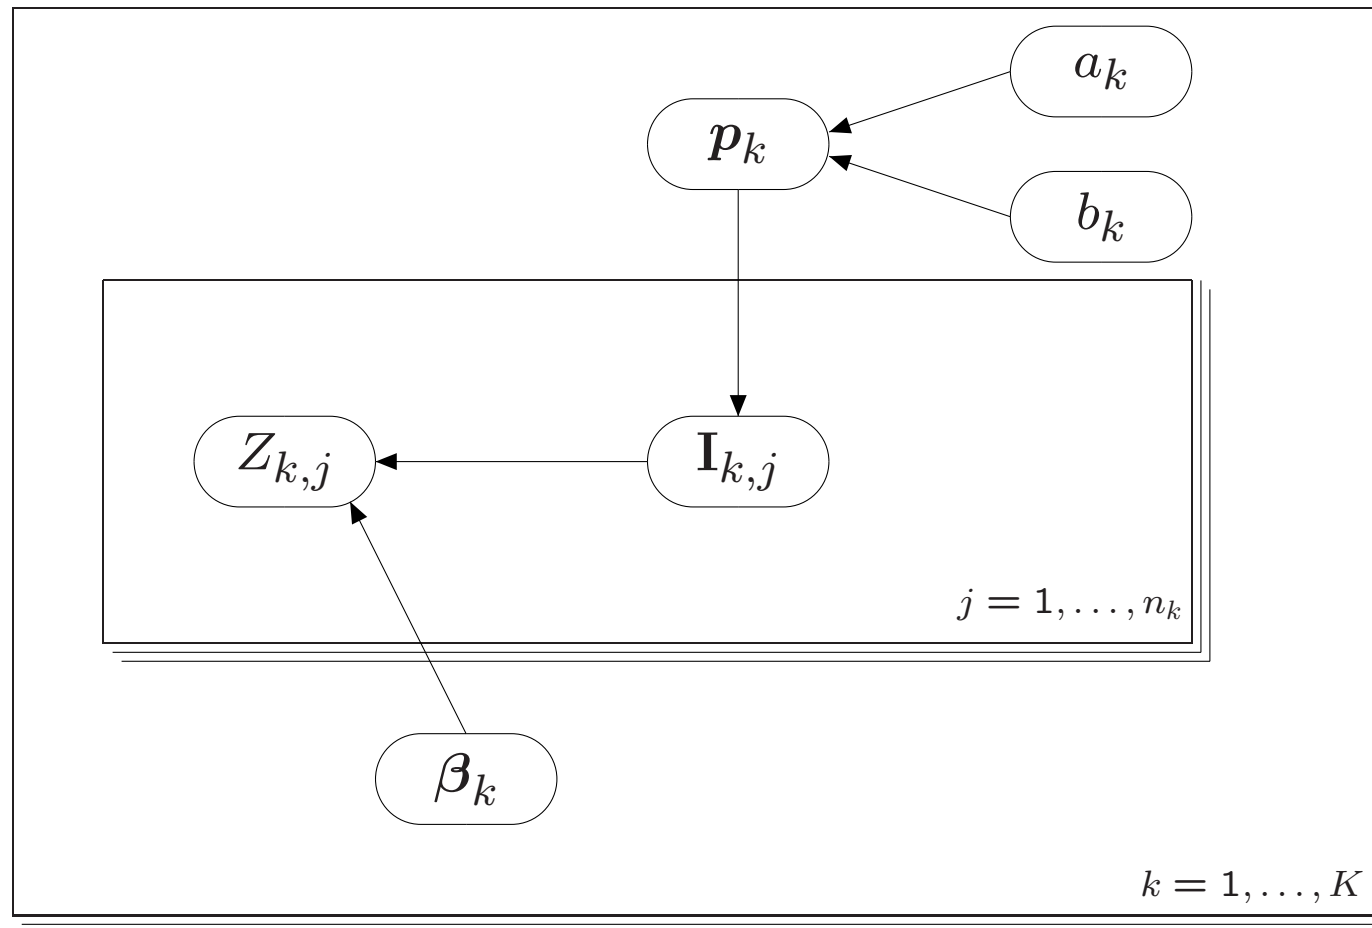 a_k
p_k
b_k
Z_{k,j}
I_{k,j}
j = 1, . . . , n_k
β_k
k = 1, . . . , K